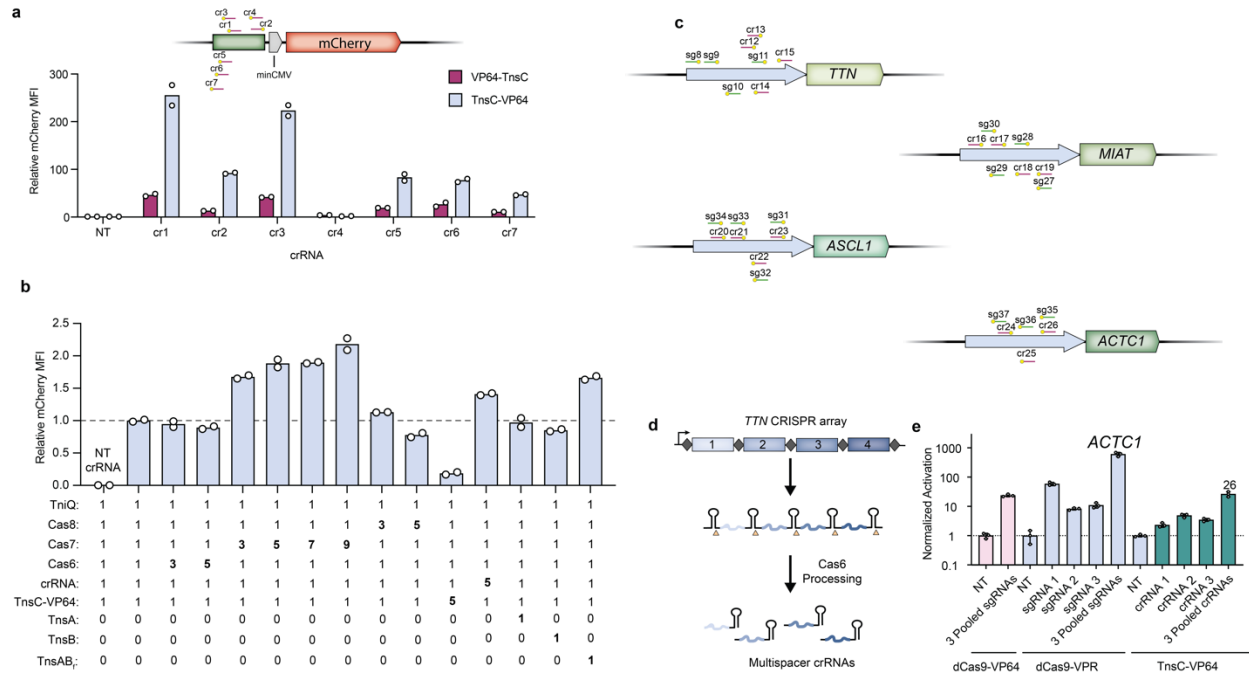 a
cr3
cr4
cr1
cr2
cr5
cr6
cr7
minCMV
mCherry
VP64-TnsC
TnsC-VP64
Relative mCherry MFI
300
200
100
0
NT
cr1
cr2
cr3
cr4
cr5
cr6
cr7
crRNA
b
Relative mCherry MFI
2.5
2.0
1.5
1.0
0.5
0.0
NT
crRNA
TniQ: 1 1 1 1 1 1 1 1 1 1 1 1 1 1 1
Cas8: 1 1 1 1 1 1 1 1 3 5 1 1 1 1 1
Cas7: 1 1 1 1 3 5 7 9 1 1 1 1 1 1 1
Cas6: 1 1 3 5 1 1 1 1 1 1 1 1 1 1 1
crRNA: 1 1 1 1 1 1 1 1 1 1 1 5 1 1 1
TnsC-VP64: 1 1 1 1 1 1 1 1 1 1 5 1 1 1 1
TnsA: 0 0 0 0 0 0 0 0 0 0 0 0 1 0 0
TnsB: 0 0 0 0 0 0 0 0 0 0 0 0 0 1 0
TnsABf: 0 0 0 0 0 0 0 0 0 0 0 0 0 0 1
c
cr13
cr12
sg8 sg9
sg11
cr15
sg10
cr14
TTN
sg30
cr16 cr17 sg28
sg29 cr18 cr19
sg27
MIAT
sg34 sg33 sg31
cr20 cr21 cr23
cr22
sg32
ASCL1
sg35
sg37 sg36
cr24 cr26
cr25
ACTC1
d
TTN CRISPR array
1 2 3 4
Cas6
Processing
Multispacer crRNAs
e
ACTC1
Normalized Activation
1000
100
10
1
0.1
26
NT
3 Pooled sgRNAs
NT
sgRNA 1
sgRNA 2
sgRNA 3
3 Pooled sgRNAs
NT
crRNA 1
crRNA 2
crRNA 3
3 Pooled crRNAs
dCas9-VP64
dCas9-VPR
TnsC-VP64